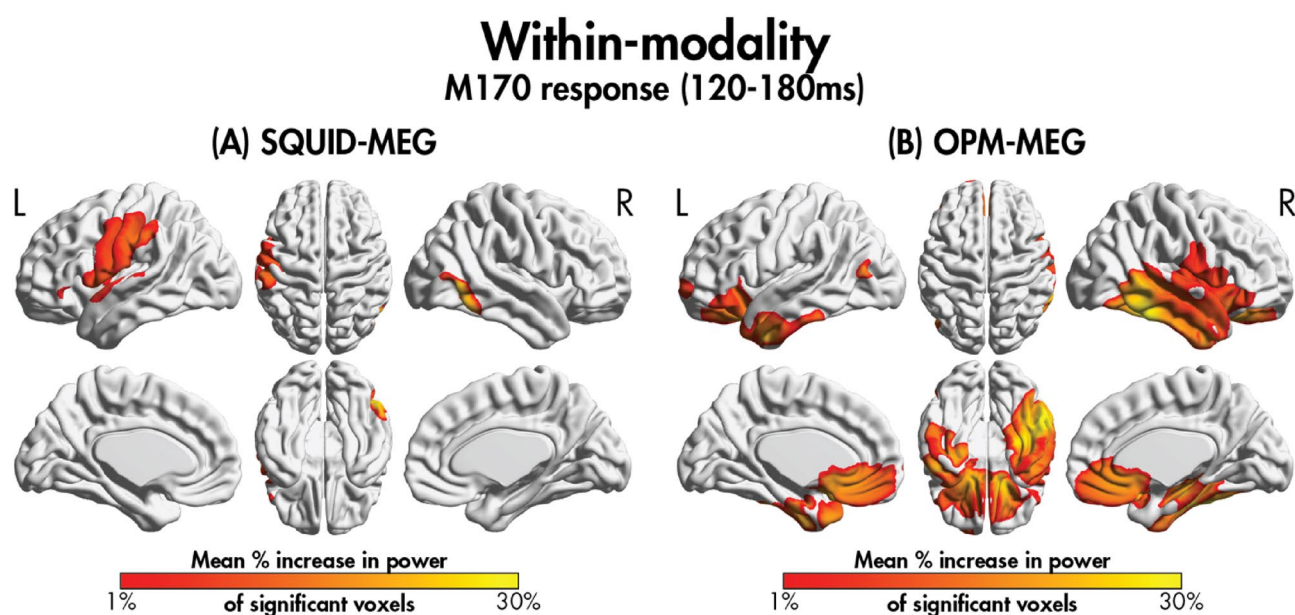 Within-modality
M170 response (120-180ms)
(A) SQUID-MEG
L
R
Mean % increase in power
1%
of significant voxels
30%
(B) OPM-MEG
L
R
Mean % increase in power
1%
of significant voxels
30%